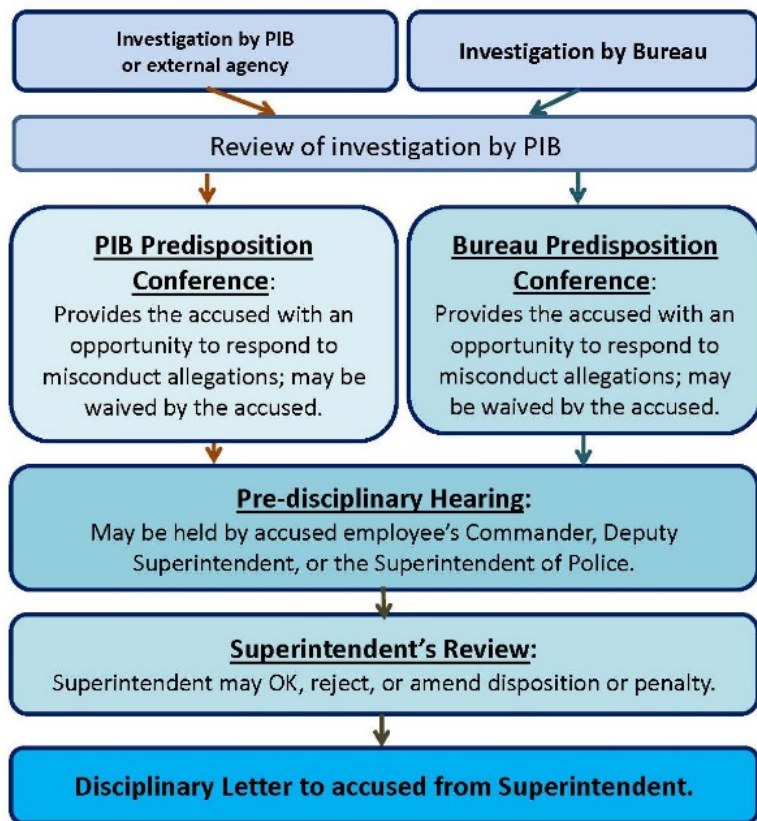 Investigation by PIB
or external agency
Investigation by Bureau
Review of investigation by PIB
PIB Predisposition
Conference:
Provides the accused with an
opportunity to respond to
misconduct allegations; may be
waived by the accused.
Bureau Predisposition
Conference:
Provides the accused with an
opportunity to respond to
misconduct allegations; may
be waived by the accused.
Pre-disciplinary Hearing:
May be held by accused employee's Commander, Deputy
Superintendent, or the Superintendent of Police.
Superintendent's Review:
Superintendent may OK, reject, or amend disposition or penalty.
Disciplinary Letter to accused from Superintendent.